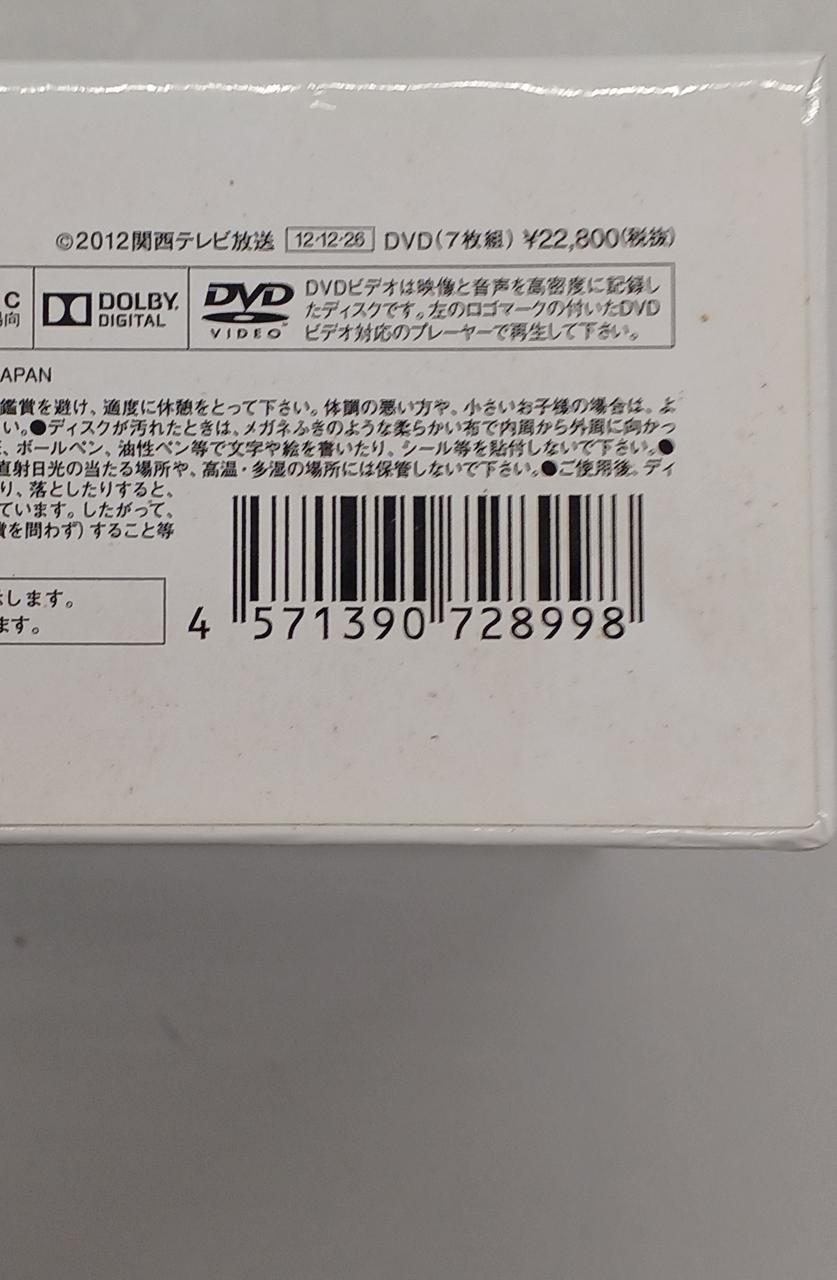 ©2012関西テレビ放送 12・12・26 DVD(7枚組) ¥22,800(税抜)
C
向
DOLBY
DIGITAL
DVD
VIDEO
DVDビデオは映像と音声を高密度に記録し
たディスクです。左のロゴマークの付いたDVD
ビデオ対応のプレーヤーで再生して下さい。
APAN
鑑賞を避け、適度に休憩をとって下さい。体調の悪い方や、小さいお子様の場合は、よ
い。●ディスクが汚れたときは、メガネふきのような柔らかい布で内周から外周に向かっ
、ボールペン、油性ペン等で文字や絵を書いたり、シール等を貼付しないで下さい。●
直射日光の当たる場所や、高温・多湿の場所には保管しないで下さい。●ご使用後、ディ
り、落としたりすると、
ています。したがって、
を問わず)すること等
します。
ます。
4 571390 728998